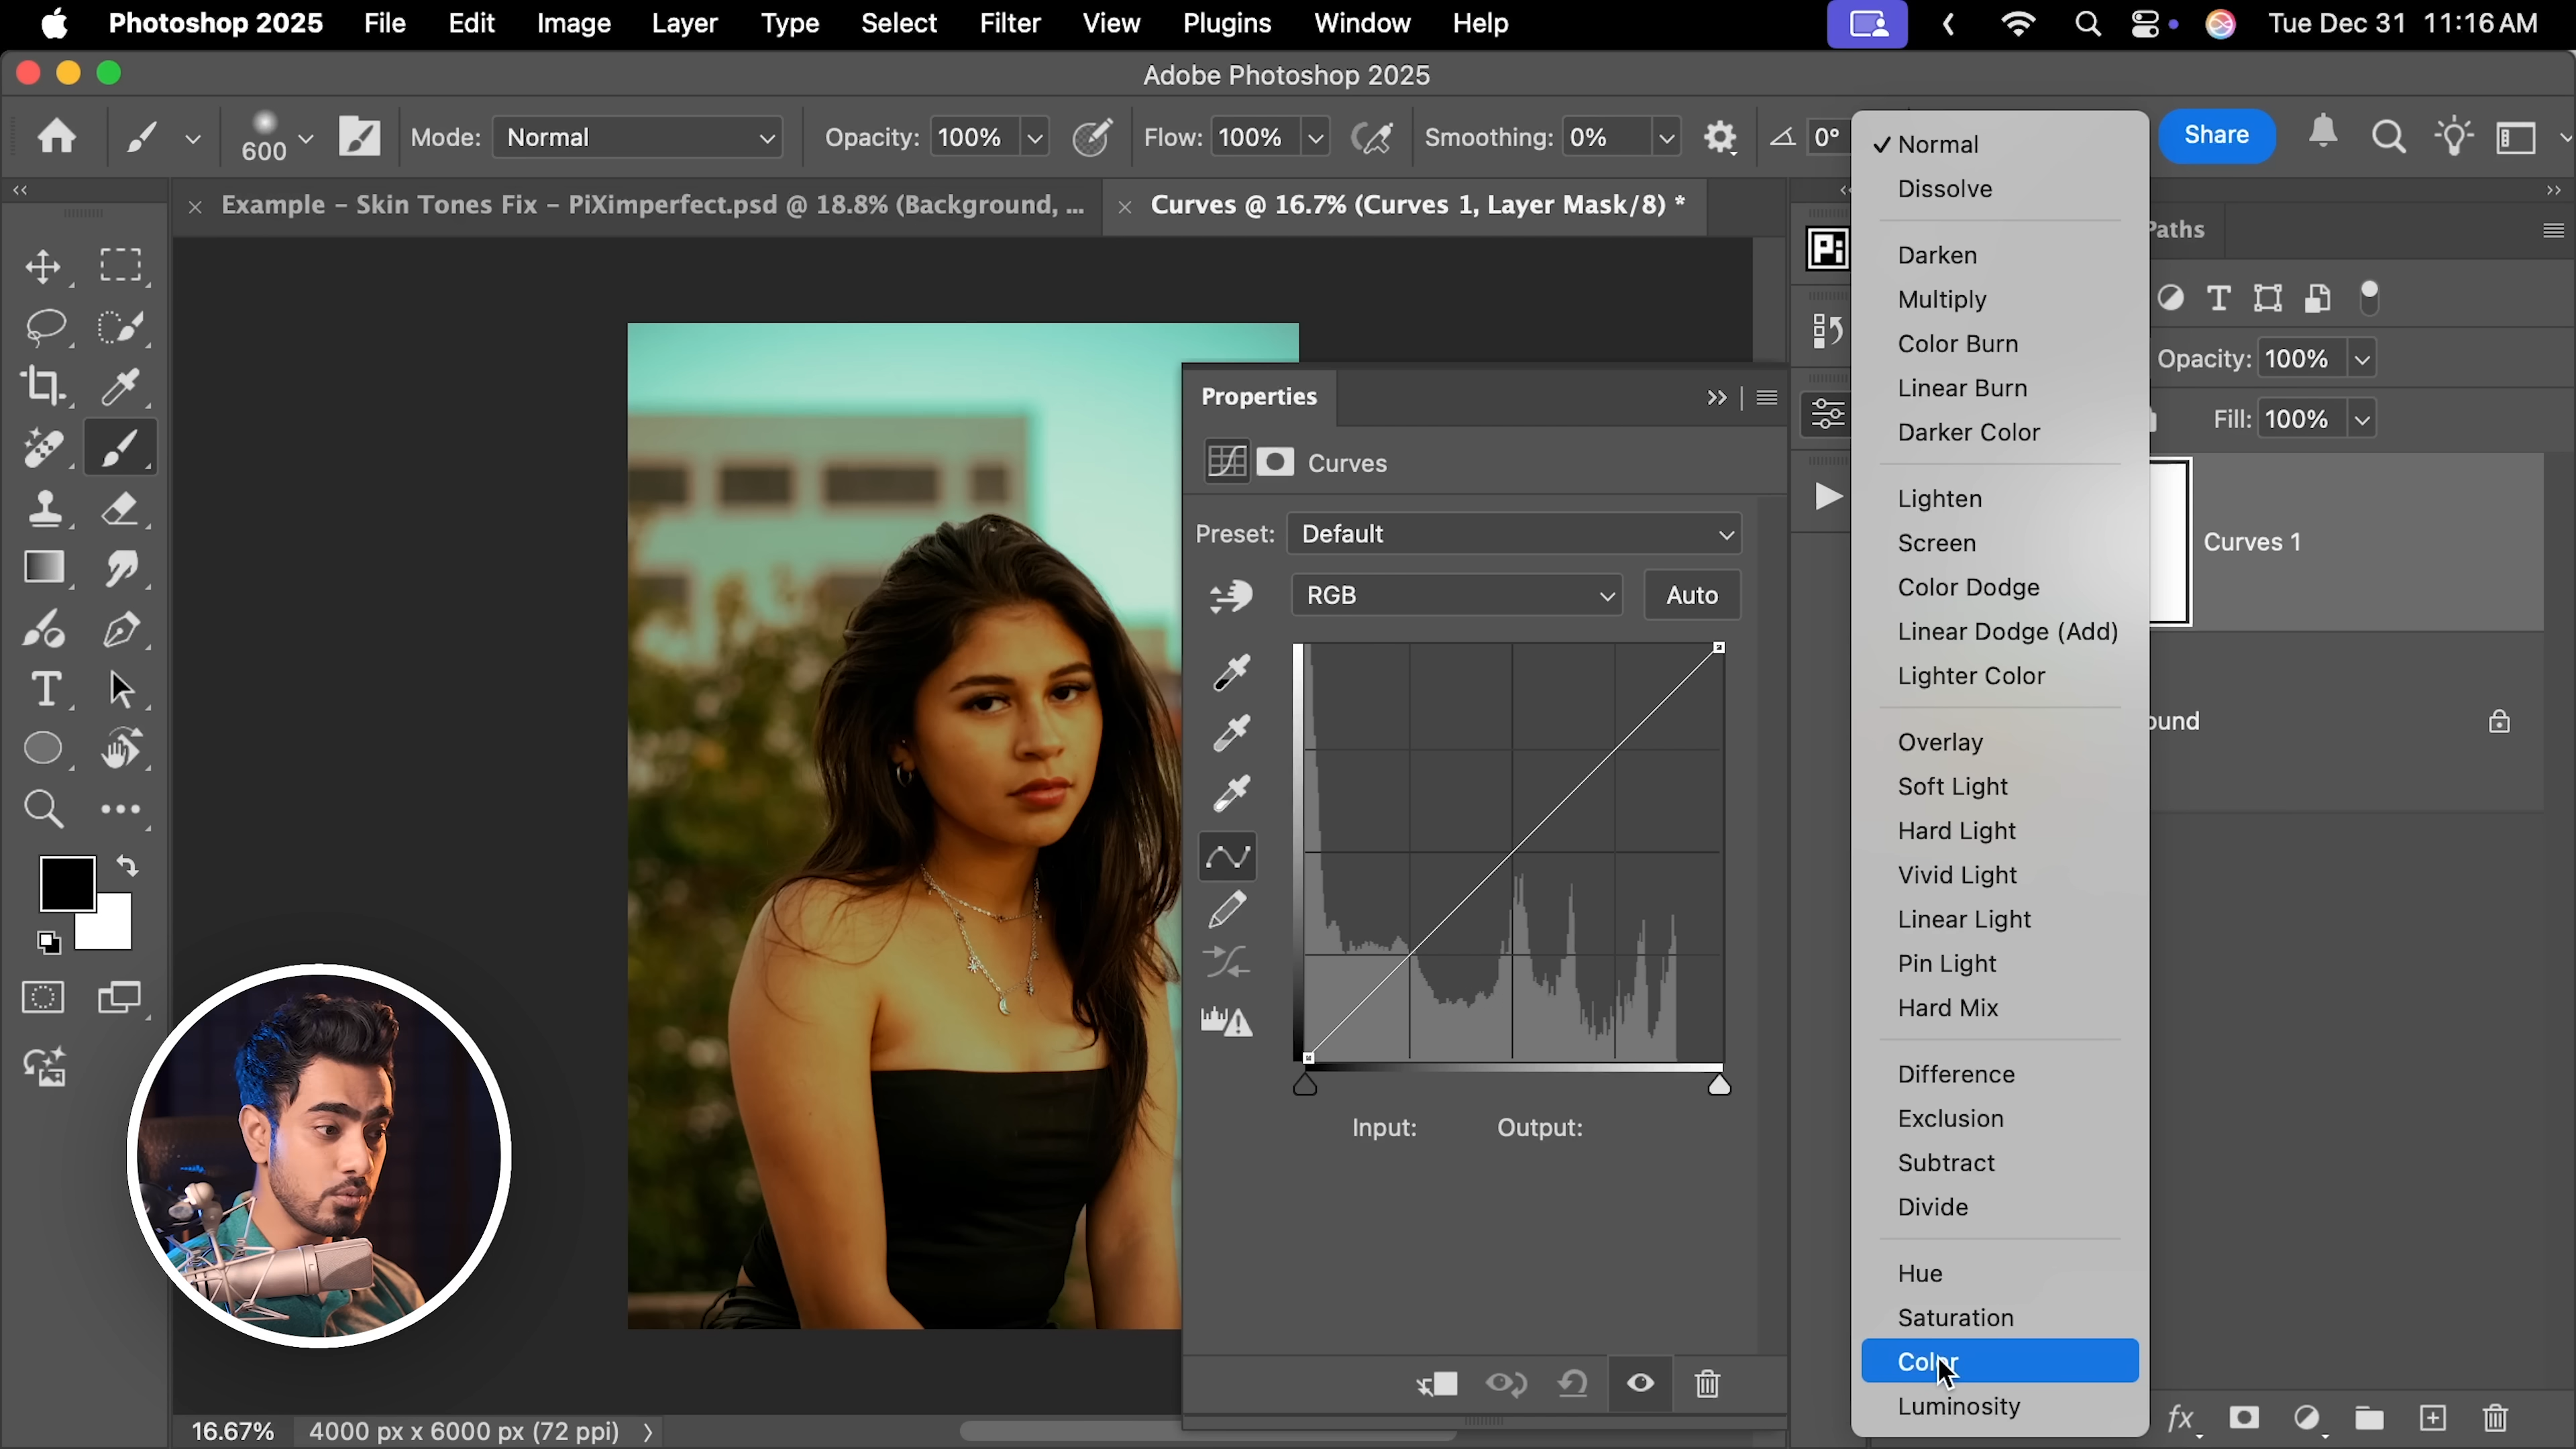 Photoshop 2025 File Edit Image Layer Type Select Filter View Plugins Window Help Tue Dec 31 11:16 AM
Adobe Photoshop 2025
600 Mode: Normal Opacity: 100% Flow: 100% Smoothing: 0% 0° Share
Example – Skin Tones Fix – PiXimperfect.psd @ 18.8% (Background, ... Curves @ 16.7% (Curves 1, Layer Mask/8) *
Pi
Paths
Opacity: 100%
Fill: 100%
Curves 1
ound
Properties
Curves
Preset: Default
RGB Auto
Input: Output:
Normal
Dissolve
Darken
Multiply
Color Burn
Linear Burn
Darker Color
Lighten
Screen
Color Dodge
Linear Dodge (Add)
Lighter Color
Overlay
Soft Light
Hard Light
Vivid Light
Linear Light
Pin Light
Hard Mix
Difference
Exclusion
Subtract
Divide
Hue
Saturation
Color
Luminosity
fx
16.67% 4000 px x 6000 px (72 ppi)